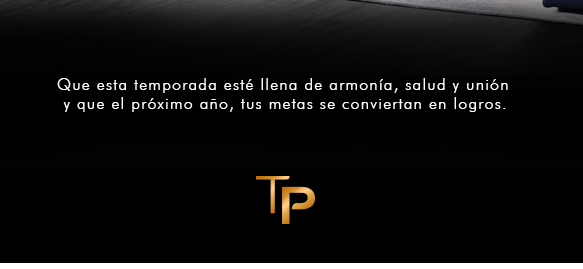 Que esta temporada esté llena de armonía, salud y unión
y que el próximo año, tus metas se conviertan en logros.
TP